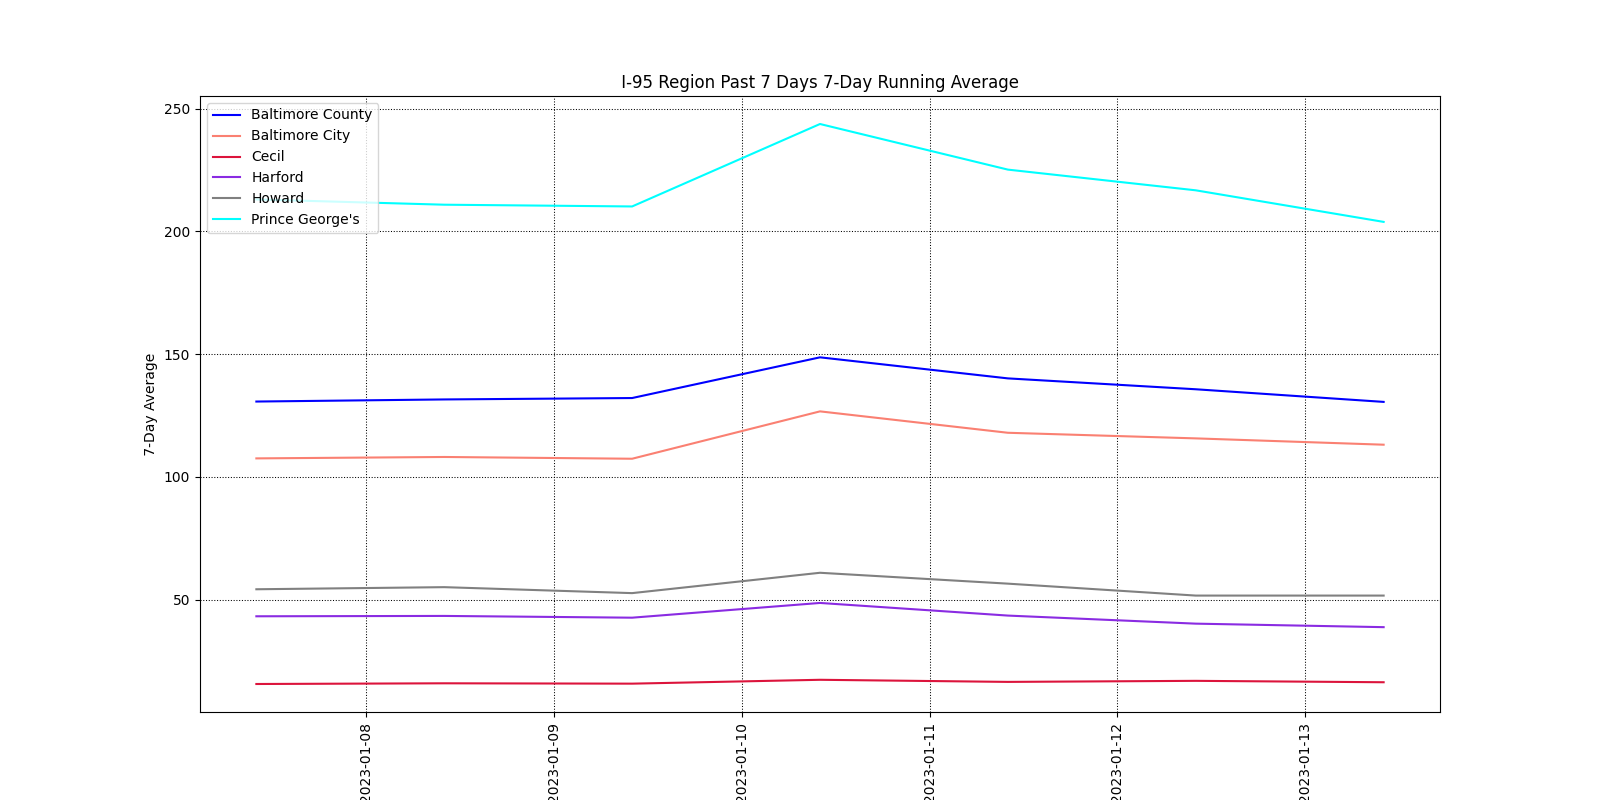 I-95 Region Past 7 Days 7-Day Running Average
250
200
150
100
50
7-Day Average
Baltimore County
Baltimore City
Cecil
Harford
Howard
Prince George's
2023-01-08
2023-01-09
2023-01-10
2023-01-11
2023-01-12
2023-01-13